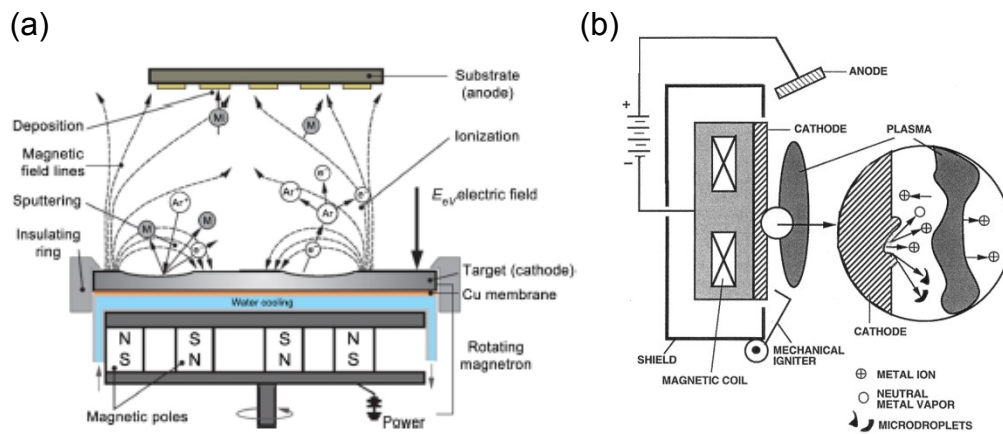 (a)
Substrate
(anode)
Deposition
M
M
Ionization
Magnetic
field lines
Ar⁺
e⁻
Ar
e⁻
Sputtering
Ar⁺
M
M
e⁻
e⁻
electric field
Insulating
ring
Target (cathode)
Cu membrane
Water cooling
N
S
S
N
S
N
N
S
Rotating
magnetron
Magnetic poles
Power
(b)
ANODE
+
−
CATHODE
PLASMA
CATHODE
SHIELD
MECHANICAL
IGNITER
MAGNETIC COIL
⊕ METAL ION
○ NEUTRAL
METAL VAPOR
MICRODROPLETS